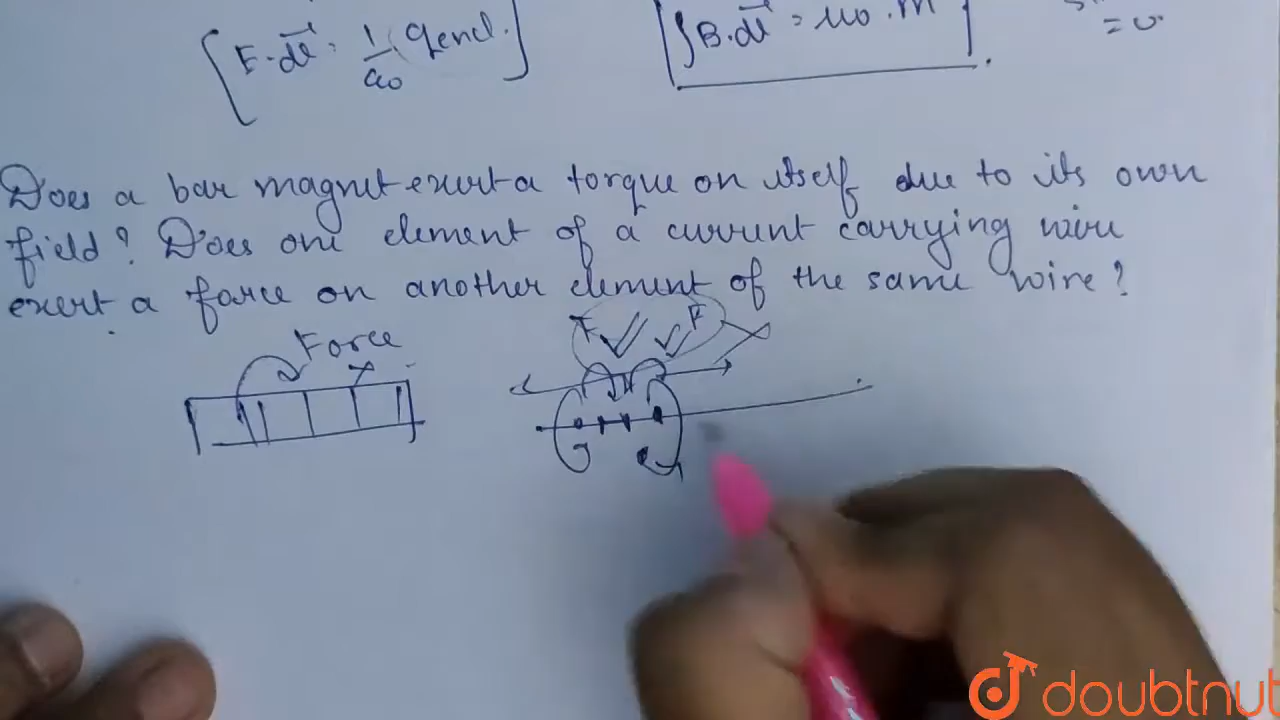 [E. dl = 1/ε0 qencl.]
[∫B. dl = μ0 . m]
= 0.
Does a bar magnet exert a torque on itself due to its own
field? Does one element of a current carrying wire
exert a force on another element of the same wire?
Force
F F
doubtnut